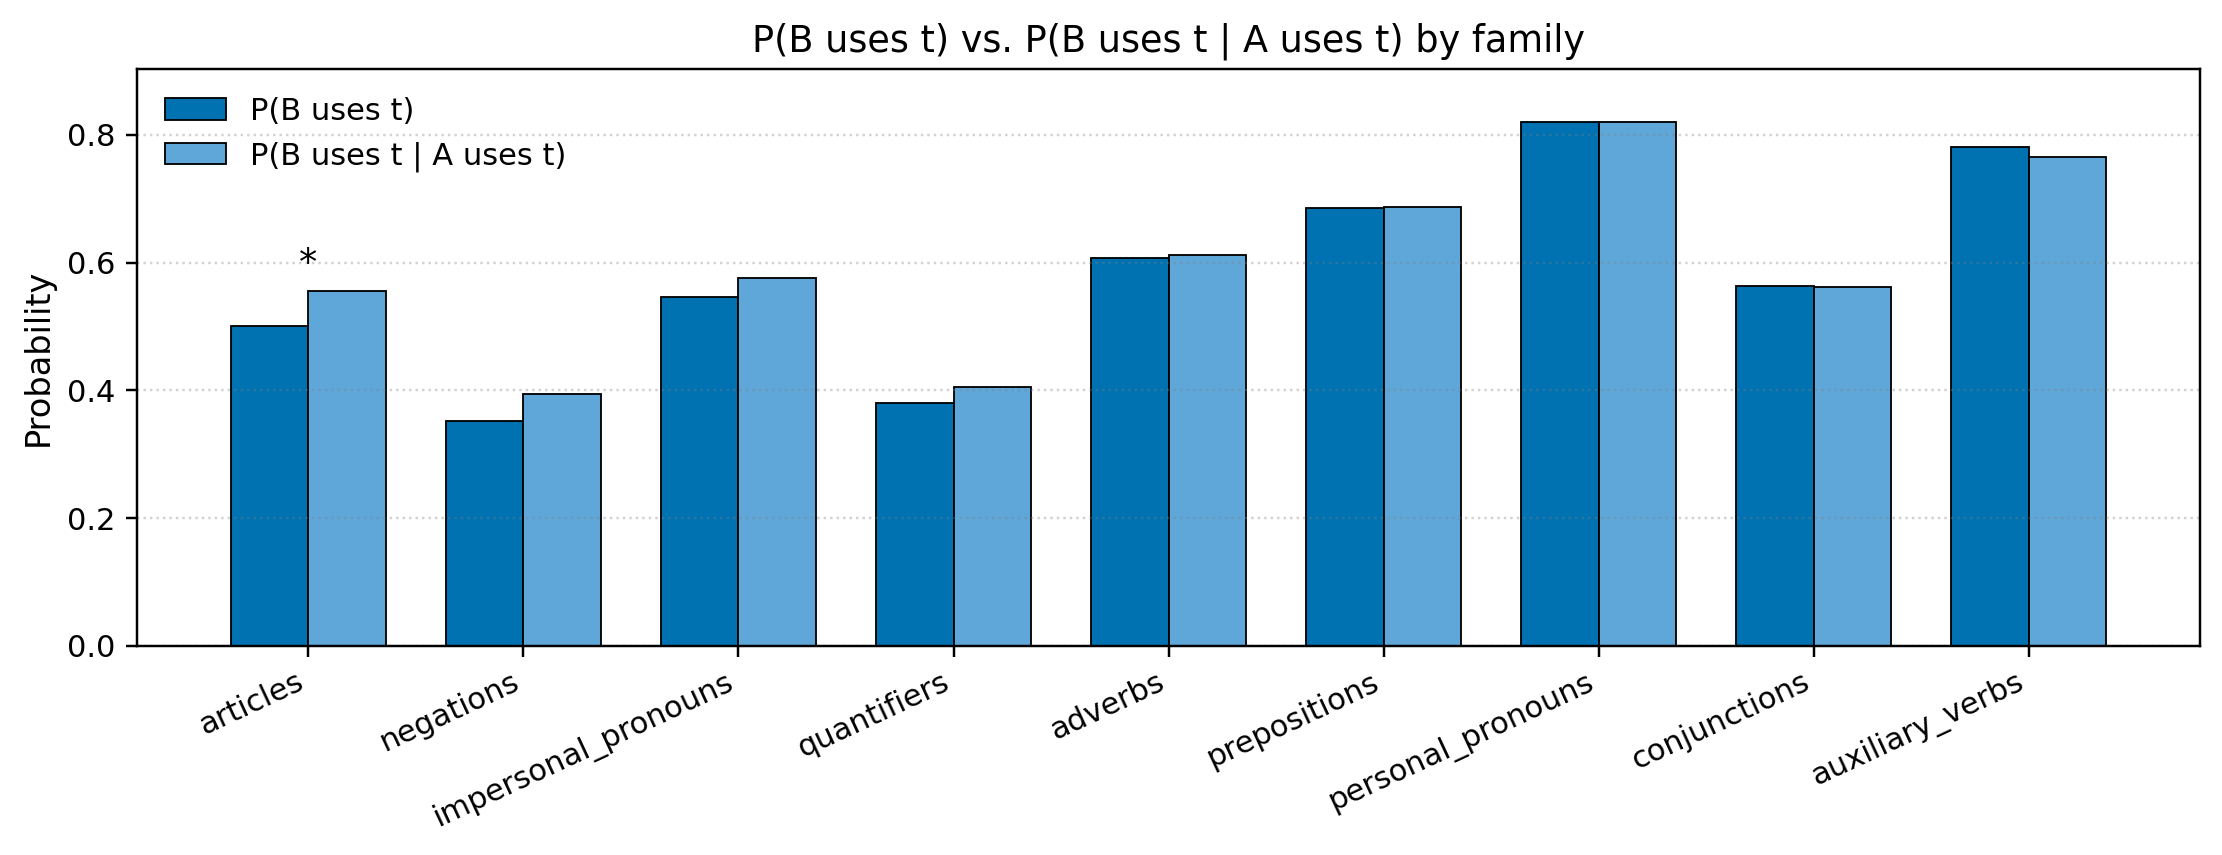 P(B uses t) vs. P(B uses t | A uses t) by family
P(B uses t)
P(B uses t | A uses t)
*
Probability
0.8
0.6
0.4
0.2
0.0
articles
negations
impersonal_pronouns
quantifiers
adverbs
prepositions
personal_pronouns
conjunctions
auxiliary_verbs